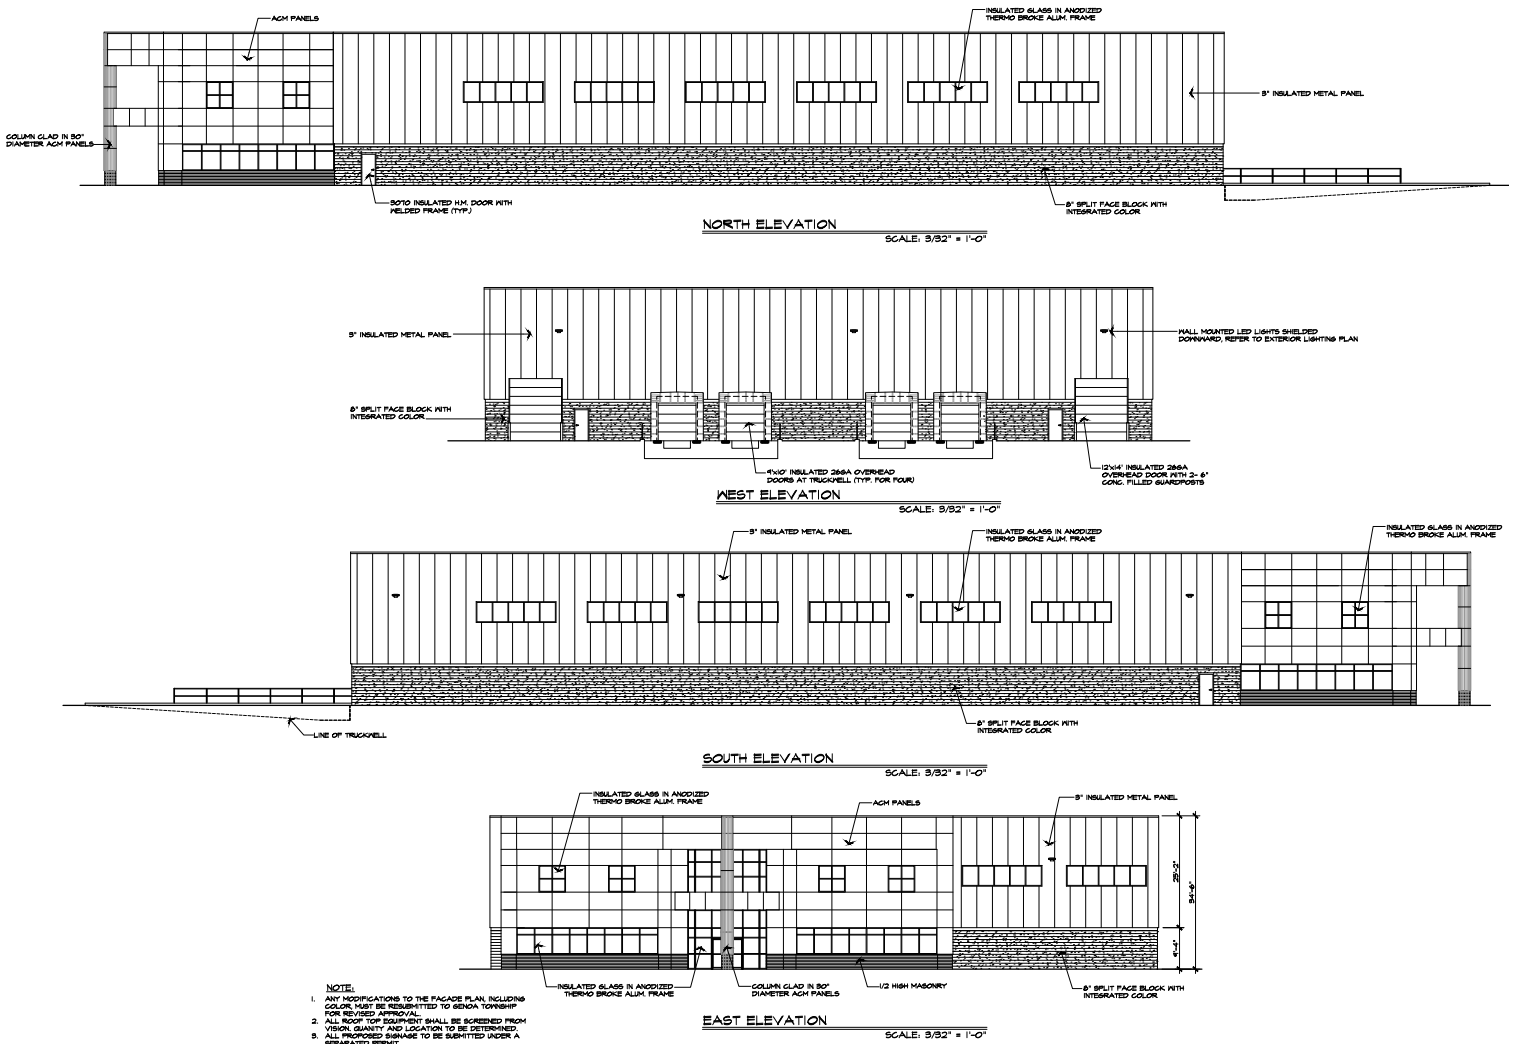 ACM PANELS
INSULATED GLASS IN ANODIZED
THERMO BROKE ALUM. FRAME
3" INSULATED METAL PANEL
COLUMN CLAD IN 30"
DIAMETER ACM PANELS
3070 INSULATED H.M. DOOR WITH
WELDED FRAME (TYP.)
8" SPLIT FACE BLOCK WITH
INTEGRATED COLOR
NORTH ELEVATION
SCALE: 3/32" = 1'-0"
3" INSULATED METAL PANEL
WALL MOUNTED LED LIGHTS SHIELDED
DOWNWARD, REFER TO EXTERIOR LIGHTING PLAN
8" SPLIT FACE BLOCK WITH
INTEGRATED COLOR
9'x10' INSULATED 26GA OVERHEAD
DOORS AT TRUCKWELL (TYP. FOR FOUR)
12'x14' INSULATED 26GA
OVERHEAD DOOR WITH 2- 6"
CONC. FILLED GUARDPOSTS
WEST ELEVATION
SCALE: 3/32" = 1'-0"
3" INSULATED METAL PANEL
INSULATED GLASS IN ANODIZED
THERMO BROKE ALUM. FRAME
INSULATED GLASS IN ANODIZED
THERMO BROKE ALUM. FRAME
LINE OF TRUCKWELL
8" SPLIT FACE BLOCK WITH
INTEGRATED COLOR
SOUTH ELEVATION
SCALE: 3/32" = 1'-0"
INSULATED GLASS IN ANODIZED
THERMO BROKE ALUM. FRAME
ACM PANELS
3" INSULATED METAL PANEL
25'-2"
34'-6"
9'-4"
INSULATED GLASS IN ANODIZED
THERMO BROKE ALUM. FRAME
COLUMN CLAD IN 30"
DIAMETER ACM PANELS
1/2 HIGH MASONRY
8" SPLIT FACE BLOCK WITH
INTEGRATED COLOR
EAST ELEVATION
SCALE: 3/32" = 1'-0"
NOTE:
1. ANY MODIFICATIONS TO THE FACADE PLAN, INCLUDING
COLOR, MUST BE RESUBMITTED TO GENOA TOWNSHIP
FOR REVISED APPROVAL.
2. ALL ROOF TOP EQUIPMENT SHALL BE SCREENED FROM
VISION. QUANITY AND LOCATION TO BE DETERMINED.
3. ALL PROPOSED SIGNAGE TO BE SUBMITTED UNDER A
SEPARATED PERMIT